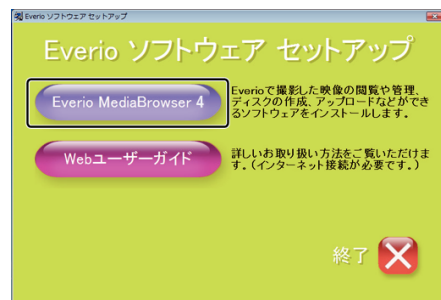 Everio ソフトウェア セットアップ
Everio ソフトウェア セットアップ
Everio MediaBrowser 4
Everioで撮影した映像の閲覧や管理、
ディスクの作成、アップロードなどができ
るソフトウェアをインストールします。
Webユーザーガイド
詳しいお取り扱い方法をご覧いただけま
す。(インターネット接続が必要です。)
終了